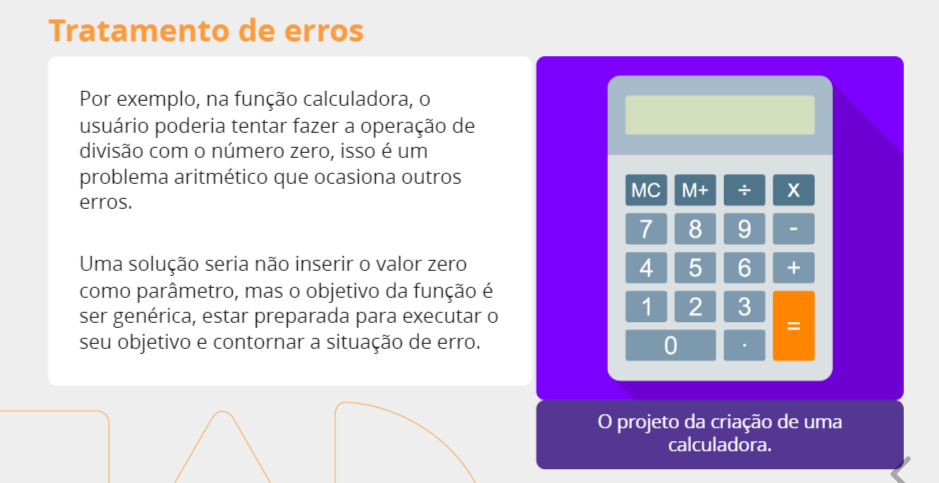 Tratamento de erros
Por exemplo, na função calculadora, o
usuário poderia tentar fazer a operação de
divisão com o número zero, isso é um
problema aritmético que ocasiona outros
erros.
Uma solução seria não inserir o valor zero
como parâmetro, mas o objetivo da função é
ser genérica, estar preparada para executar o
seu objetivo e contornar a situação de erro.
MC M+ ÷ x
7 8 9 -
4 5 6 +
1 2 3
=
0 .
O projeto da criação de uma
calculadora.